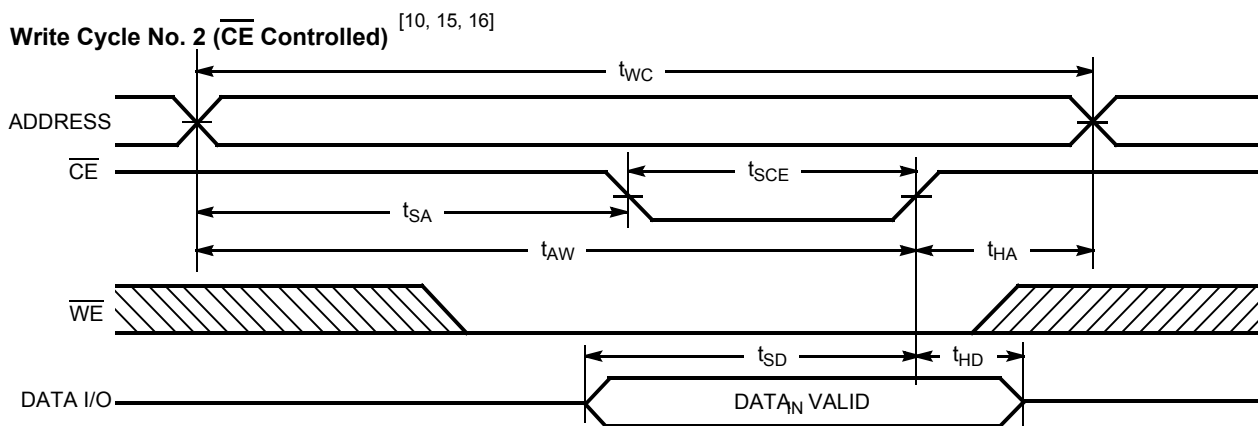 Write Cycle No. 2 (CE Controlled) [10, 15, 16]
tWC
ADDRESS
CE
tSCE
tSA
tAW
tHA
WE
tSD
tHD
DATA I/O
DATAIN VALID